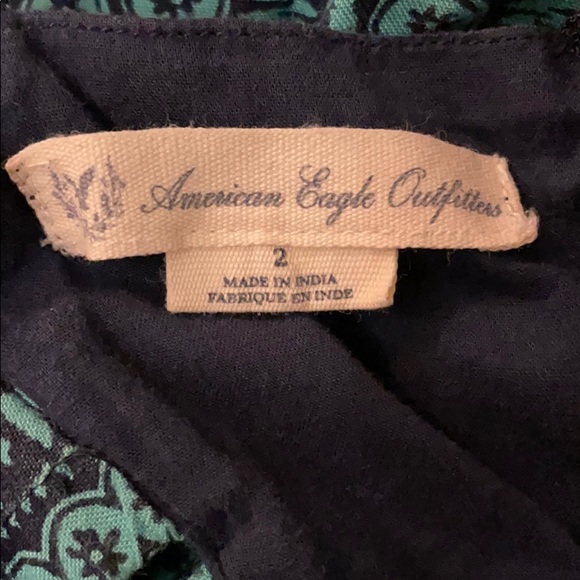 American Eagle Outfitters
2
MADE IN INDIA
FABRIQUE EN INDE